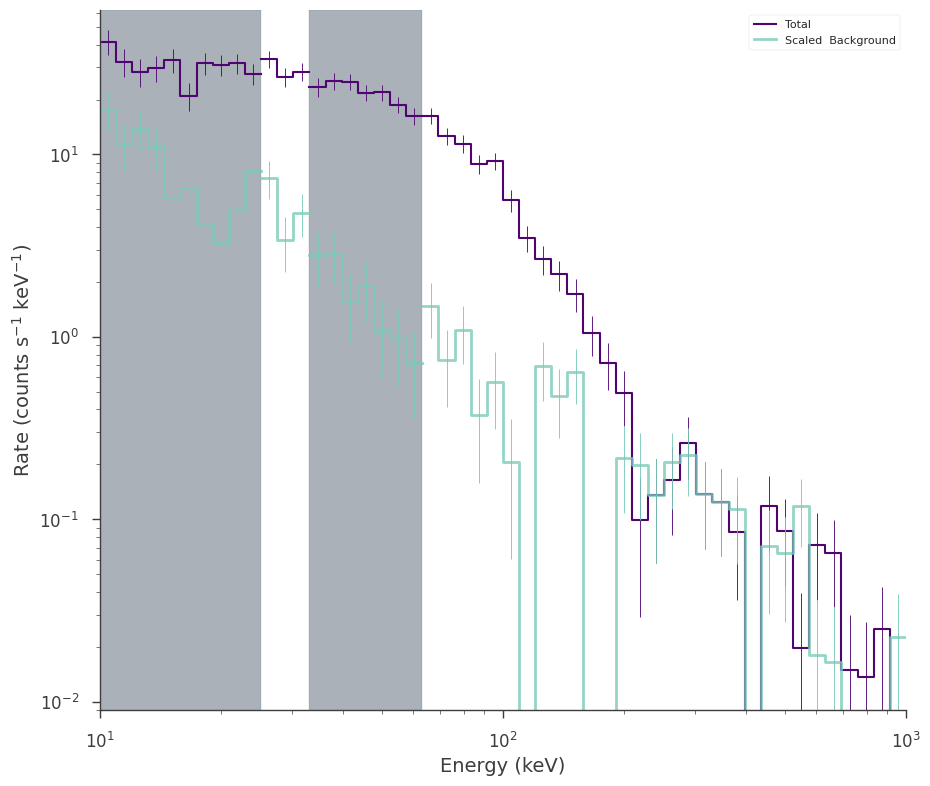 Total
Scaled  Background
Rate (counts s⁻¹ keV⁻¹)
10¹
10⁰
10⁻¹
10⁻²
10¹ 10² 10³
Energy (keV)